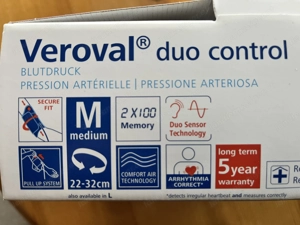 Veroval® duo control
BLUTDRUCK
PRESSION ARTÉRIELLE | PRESSIONE ARTERIOSA
SECURE FIT
M
medium
2 X 100
Memory
Duo Sensor
Technology
PULL UP SYSTEM
22-32cm
COMFORT AIR
TECHNOLOGY
ARRHYTHMIA
CORRECT*
long term
5 year
warranty
also available in L
*detects irregular heartbeat and measures correctly